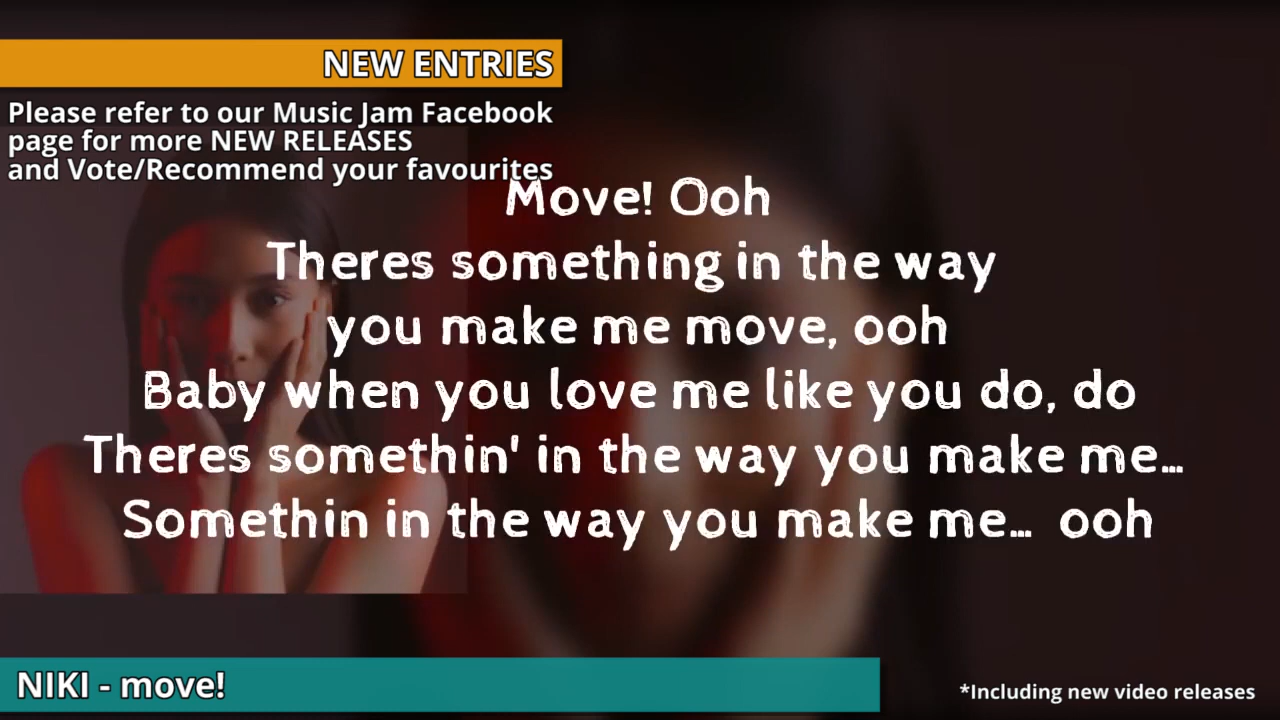 NEW ENTRIES
Please refer to our Music Jam Facebook
page for more NEW RELEASES
and Vote/Recommend your favourites
Move! Ooh
Theres something in the way
you make me move, ooh
Baby when you love me like you do, do
Theres somethin' in the way you make me...
Somethin in the way you make me... ooh
NIKI - move!
*Including new video releases